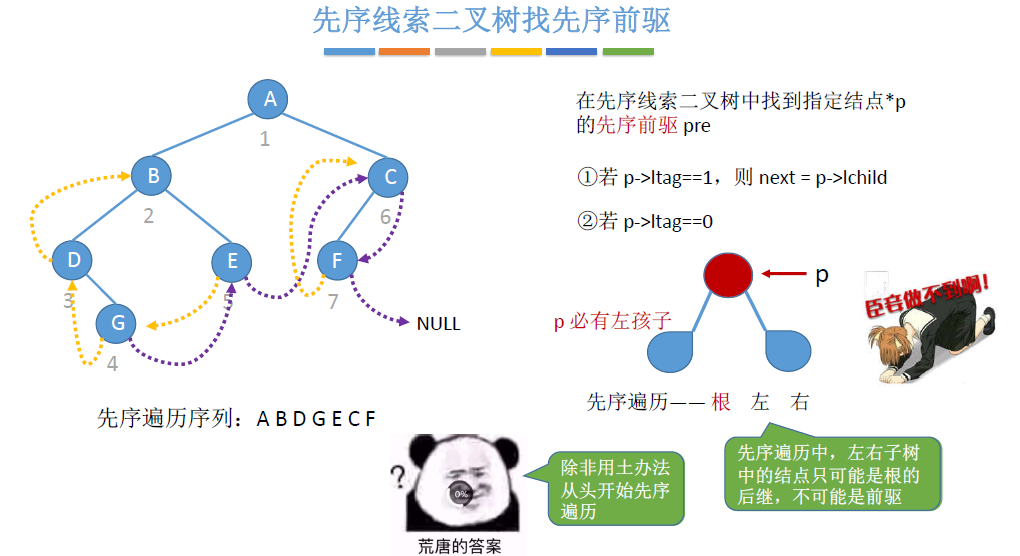 先序线索二叉树找先序前驱
A
1
B
2
C
6
D
3
E
5
F
7
G
4
NULL
先序遍历序列：A B D G E C F
在先序线索二叉树中找到指定结点*p
的先序前驱 pre
①若 p->ltag==1，则 next = p->lchild
②若 p->ltag==0
p
p 必有左孩子
先序遍历—— 根 左 右
臣妾做不到啊!
?
0%
荒唐的答案
除非用土办法
从头开始先序
遍历
先序遍历中，左右子树
中的结点只可能是根的
后继，不可能是前驱